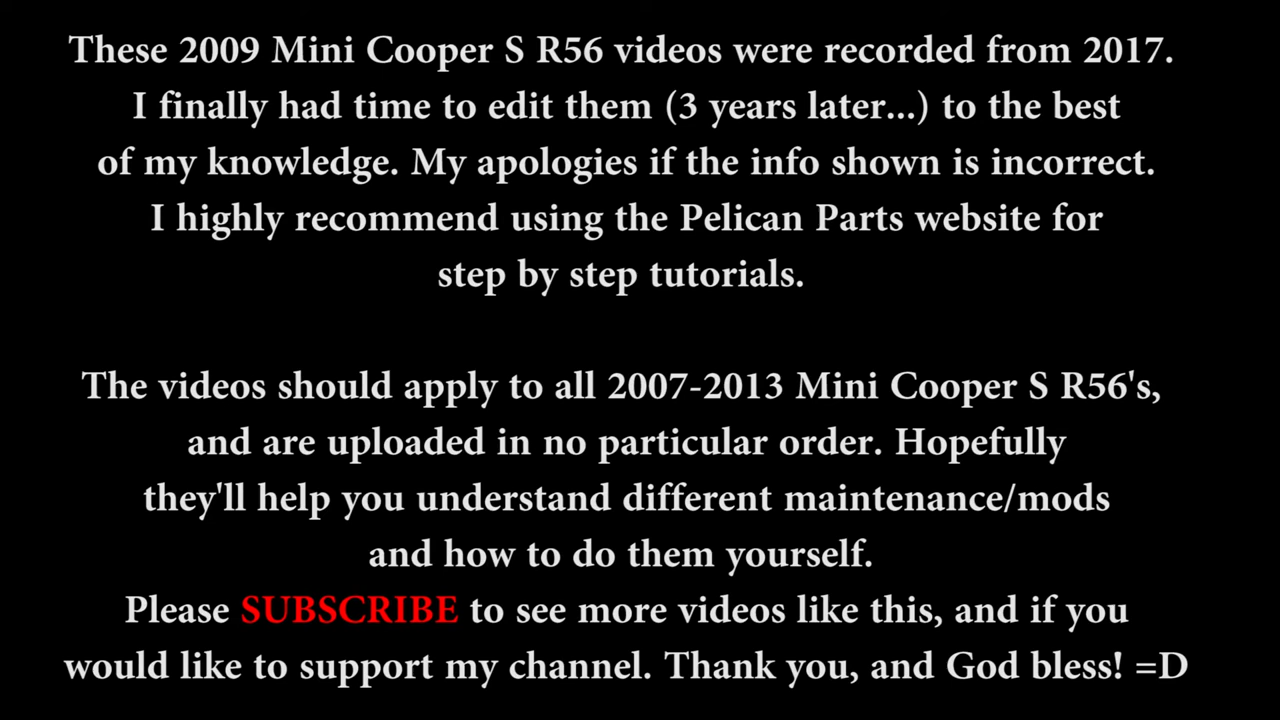 These 2009 Mini Cooper S R56 videos were recorded from 2017.
I finally had time to edit them (3 years later...) to the best
of my knowledge. My apologies if the info shown is incorrect.
I highly recommend using the Pelican Parts website for
step by step tutorials.
The videos should apply to all 2007-2013 Mini Cooper S R56's,
and are uploaded in no particular order. Hopefully
they'll help you understand different maintenance/mods
and how to do them yourself.
Please SUBSCRIBE to see more videos like this, and if you
would like to support my channel. Thank you, and God bless! =D